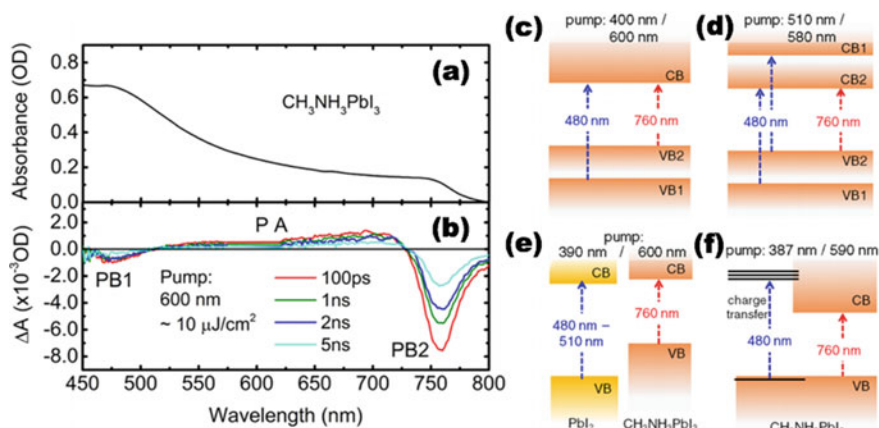 (a)
Absorbance (OD)
0.8
0.6
0.4
0.2
0.0
CH₃NH₃PbI₃
(b)
ΔA (x10⁻³OD)
2.0
0.0
-2.0
-4.0
-6.0
-8.0
PA
PB1
PB2
Pump:
600 nm
~ 10 μJ/cm²
100ps
1ns
2ns
5ns
450 500 550 600 650 700 750 800
Wavelength (nm)
(c)
pump: 400 nm /
600 nm
CB
480 nm
760 nm
VB2
VB1
(d)
pump: 510 nm /
580 nm
CB1
CB2
480 nm
760 nm
VB2
VB1
(e)
pump:
390 nm / 600 nm
CB
CB
480 nm –
510 nm
760 nm
VB
VB
PbI₂
CH₃NH₃PbI₃
(f)
pump: 387 nm / 590 nm
CB
charge
transfer
480 nm
760 nm
VB
CH₃NH₃PbI₃